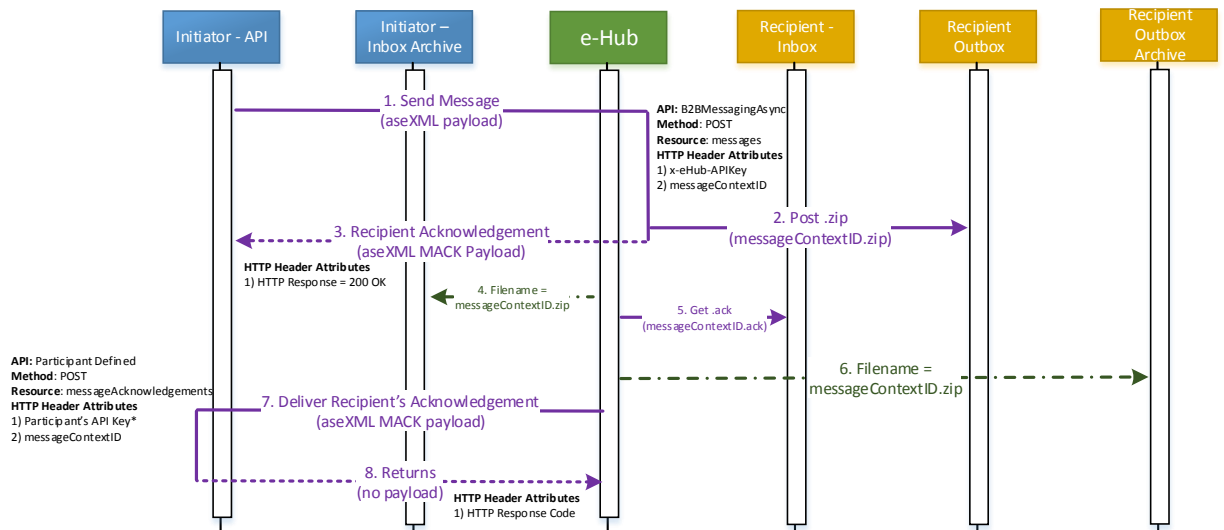 Initiator - API
Initiator –
Inbox Archive
e-Hub
Recipient -
Inbox
Recipient
Outbox
Recipient
Outbox
Archive
1. Send Message
(aseXML payload)
API: B2BMessagingAsync
Method: POST
Resource: messages
HTTP Header Attributes
1) x-eHub-APIKey
2) messageContextID
2. Post .zip
(messageContextID.zip)
3. Recipient Acknowledgement
(aseXML MACK Payload)
HTTP Header Attributes
1) HTTP Response = 200 OK
4. Filename =
messageContextID.zip
5. Get .ack
(messageContextID.ack)
6. Filename =
messageContextID.zip
API: Participant Defined
Method: POST
Resource: messageAcknowledgements
HTTP Header Attributes
1) Participant's API Key*
2) messageContextID
7. Deliver Recipient's Acknowledgement
(aseXML MACK payload)
8. Returns
(no payload)
HTTP Header Attributes
1) HTTP Response Code